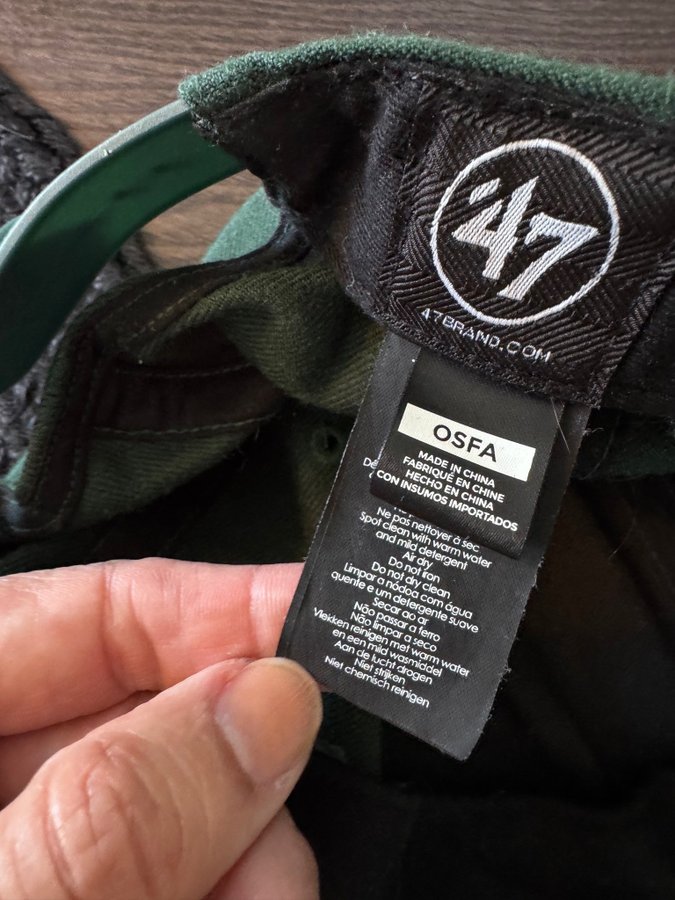 '47
47BRAND.COM
OSFA
MADE IN CHINA
FABRIQUÉ EN CHINE
HECHO EN CHINA
CON INSUMOS IMPORTADOS
Ne pas nettoyer à sec
Spot clean with warm water
and mild detergent
Air dry
Do not iron
Do not dry clean
Limpar a nódoa com água
quente e um detergente suave
Secar ao ar
Não passar a ferro
Não limpar a seco
Vlekken reinigen met warm water
en een mild wasmiddel
Aan de lucht drogen
Niet strijken
Niet chemisch reinigen